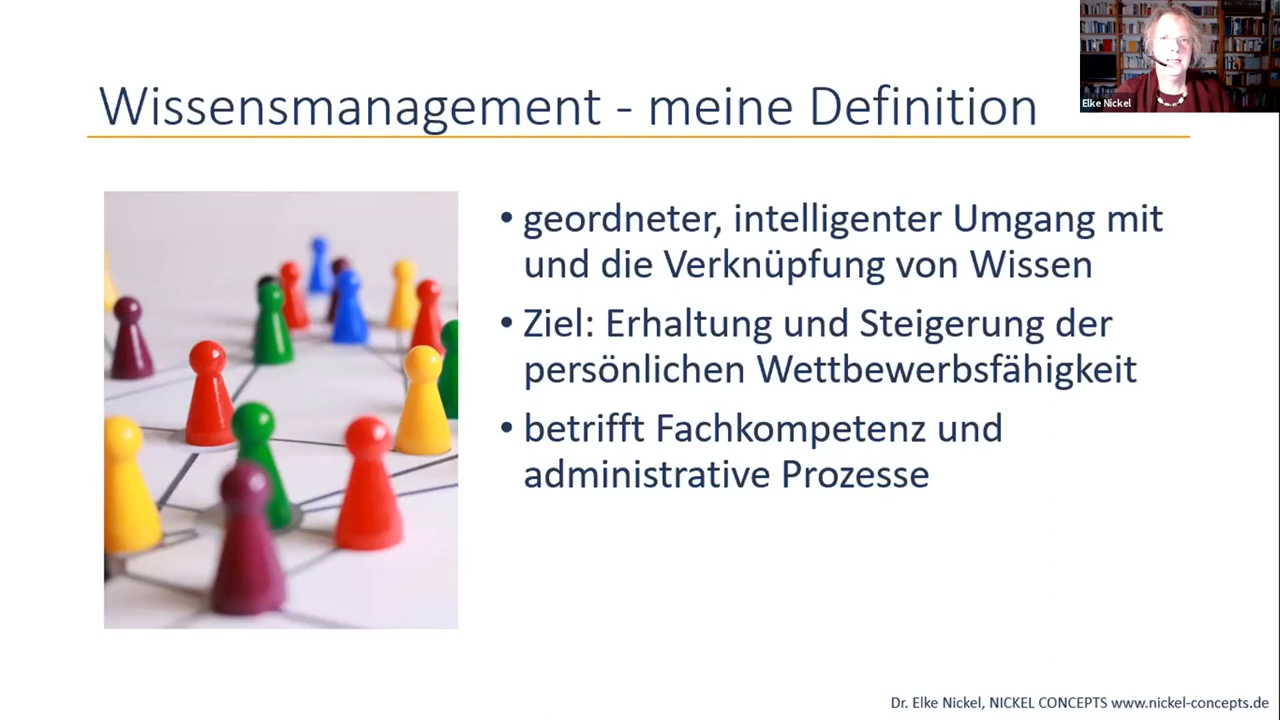 Wissensmanagement - meine Definition
Elke Nickel
• geordneter, intelligenter Umgang mit
und die Verknüpfung von Wissen
• Ziel: Erhaltung und Steigerung der
persönlichen Wettbewerbsfähigkeit
• betrifft Fachkompetenz und
administrative Prozesse
Dr. Elke Nickel, NICKEL CONCEPTS www.nickel-concepts.de